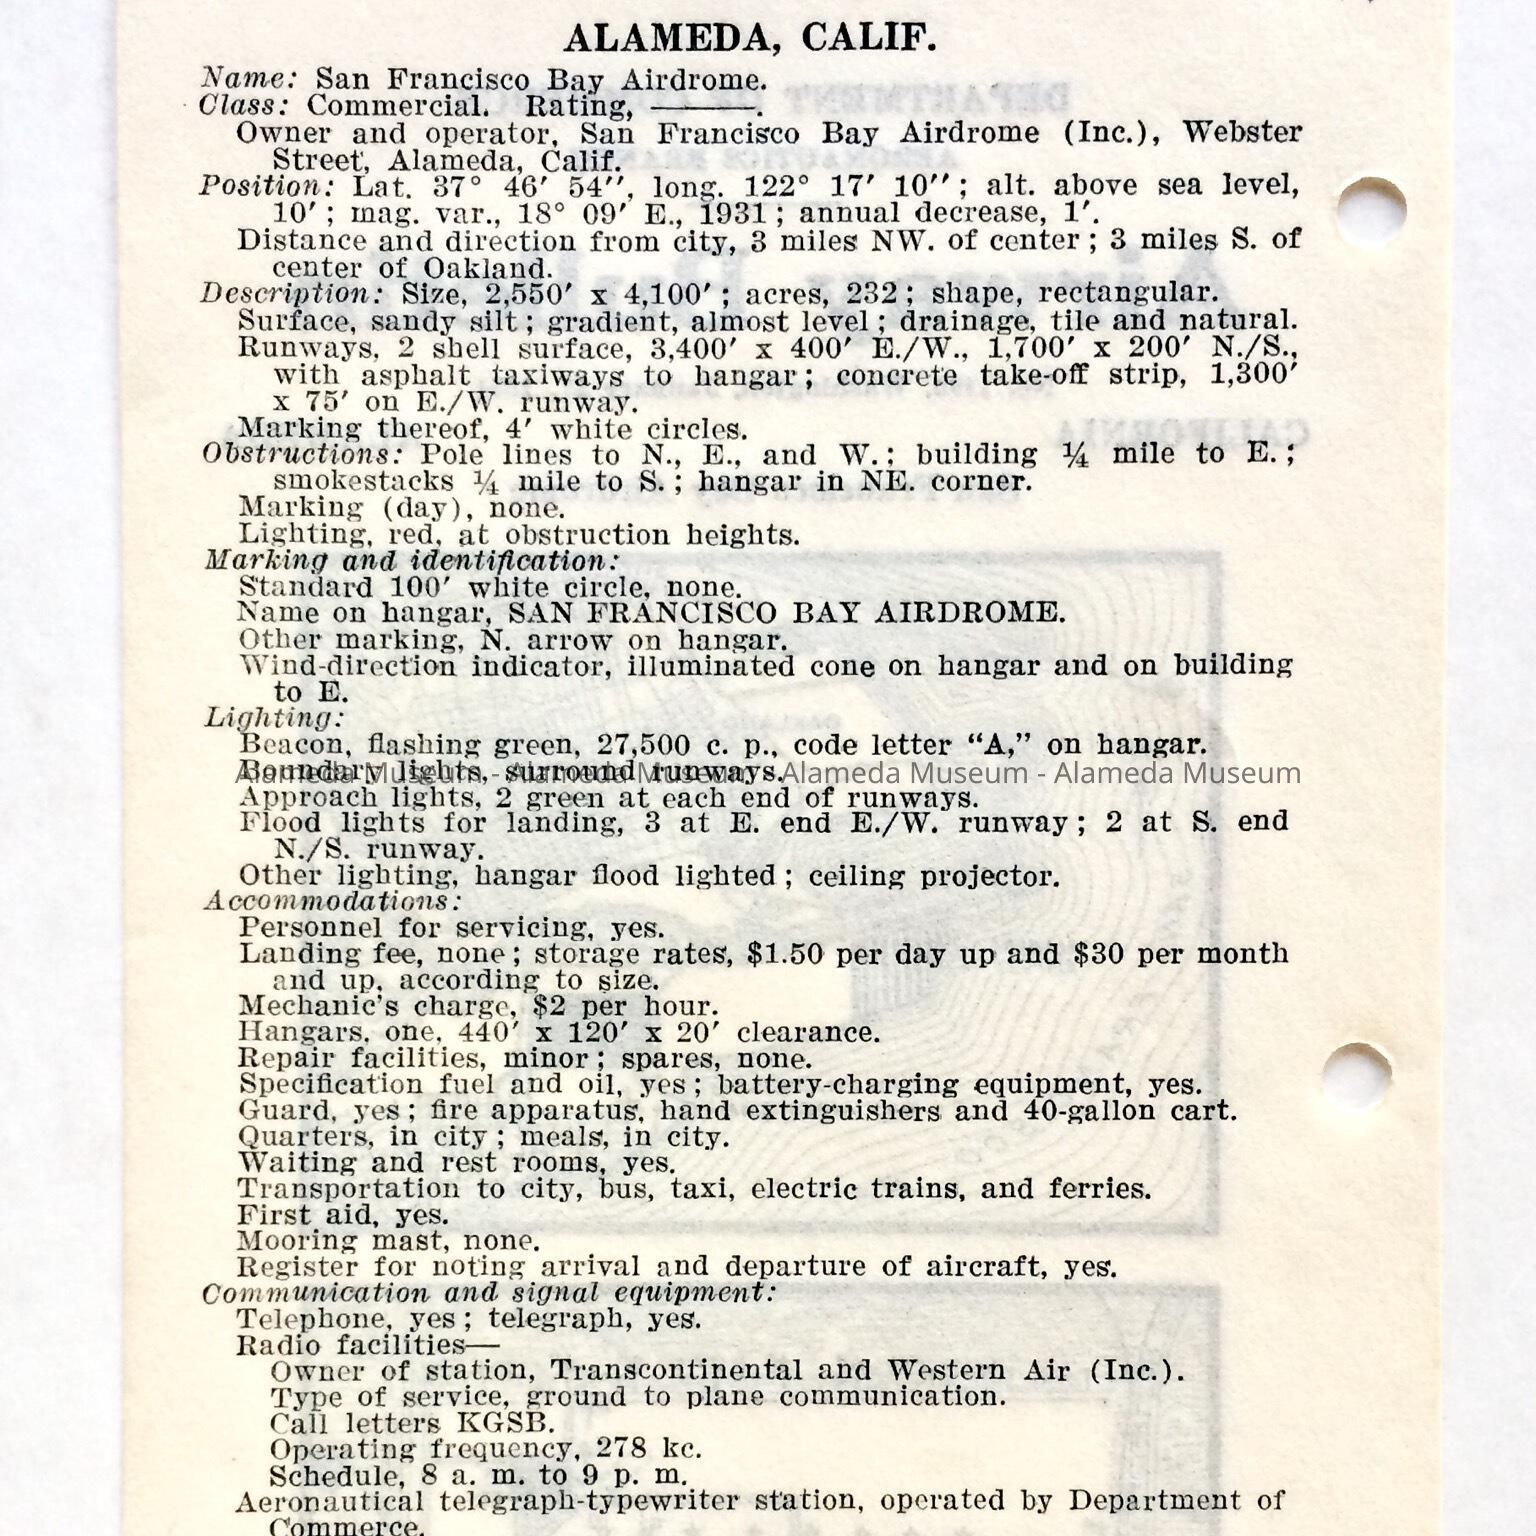 ALAMEDA, CALIF.
Name: San Francisco Bay Airdrome.
Class: Commercial. Rating, ———.
Owner and operator, San Francisco Bay Airdrome (Inc.), Webster
Street, Alameda, Calif.
Position: Lat. 37° 46′ 54″, long. 122° 17′ 10″; alt. above sea level,
10′; mag. var., 18° 09′ E., 1931; annual decrease, 1′.
Distance and direction from city, 3 miles NW. of center; 3 miles S. of
center of Oakland.
Description: Size, 2,550′ x 4,100′; acres, 232; shape, rectangular.
Surface, sandy silt; gradient, almost level; drainage, tile and natural.
Runways, 2 shell surface, 3,400′ x 400′ E./W., 1,700′ x 200′ N./S.,
with asphalt taxiways to hangar; concrete take-off strip, 1,300′
x 75′ on E./W. runway.
Marking thereof, 4′ white circles.
Obstructions: Pole lines to N., E., and W.; building ¼ mile to E.;
smokestacks ¼ mile to S.; hangar in NE. corner.
Marking (day), none.
Lighting, red, at obstruction heights.
Marking and identification:
Standard 100′ white circle, none.
Name on hangar, SAN FRANCISCO BAY AIRDROME.
Other marking, N. arrow on hangar.
Wind-direction indicator, illuminated cone on hangar and on building
to E.
Lighting:
Beacon, flashing green, 27,500 c. p., code letter “A,” on hangar.
Boundary lights, surround runways.
Alameda Museum - Alameda Museum - Alameda Museum - Alameda Museum
Approach lights, 2 green at each end of runways.
Flood lights for landing, 3 at E. end E./W. runway; 2 at S. end
N./S. runway.
Other lighting, hangar flood lighted; ceiling projector.
Accommodations:
Personnel for servicing, yes.
Landing fee, none; storage rates, $1.50 per day up and $30 per month
and up, according to size.
Mechanic's charge, $2 per hour.
Hangars, one, 440′ x 120′ x 20′ clearance.
Repair facilities, minor; spares, none.
Specification fuel and oil, yes; battery-charging equipment, yes.
Guard, yes; fire apparatus, hand extinguishers and 40-gallon cart.
Quarters, in city; meals, in city.
Waiting and rest rooms, yes.
Transportation to city, bus, taxi, electric trains, and ferries.
First aid, yes.
Mooring mast, none.
Register for noting arrival and departure of aircraft, yes.
Communication and signal equipment:
Telephone, yes; telegraph, yes.
Radio facilities—
Owner of station, Transcontinental and Western Air (Inc.).
Type of service, ground to plane communication.
Call letters KGSB.
Operating frequency, 278 kc.
Schedule, 8 a. m. to 9 p. m.
Aeronautical telegraph-typewriter station, operated by Department of
Commerce.